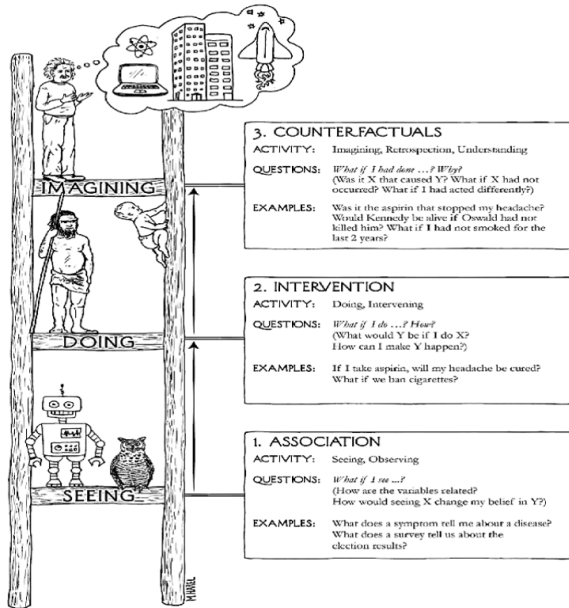 3. COUNTERFACTUALS
ACTIVITY: Imagining, Retrospection, Understanding
QUESTIONS: What if I had done …? Why?
(Was it X that caused Y? What if X had not
occurred? What if I had acted differently?)
EXAMPLES: Was it the aspirin that stopped my headache?
Would Kennedy be alive if Oswald had not
killed him? What if I had not smoked for the
last 2 years?
IMAGINING
2. INTERVENTION
ACTIVITY: Doing, Intervening
QUESTIONS: What if I do …? How?
(What would Y be if I do X?
How can I make Y happen?)
EXAMPLES: If I take aspirin, will my headache be cured?
What if we ban cigarettes?
DOING
1. ASSOCIATION
ACTIVITY: Seeing, Observing
QUESTIONS: What if I see ...?
(How are the variables related?
How would seeing X change my belief in Y?)
EXAMPLES: What does a symptom tell me about a disease?
What does a survey tell us about the
election results?
SEEING
M HAREL